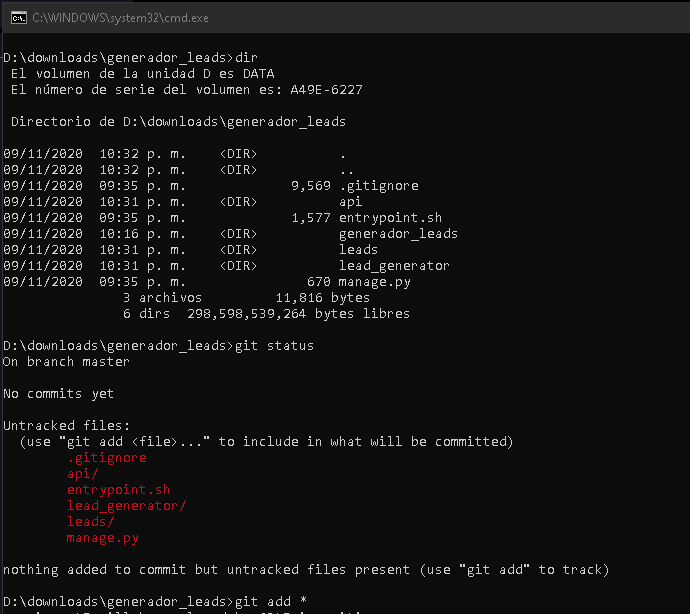 C:\WINDOWS\system32\cmd.exe
D:\downloads\generador_leads>dir
El volumen de la unidad D es DATA
El número de serie del volumen es: A49E-6227
Directorio de D:\downloads\generador_leads
09/11/2020  10:32 p. m.    <DIR>          .
09/11/2020  10:32 p. m.    <DIR>          ..
09/11/2020  09:35 p. m.             9,569 .gitignore
09/11/2020  10:31 p. m.    <DIR>          api
09/11/2020  09:35 p. m.             1,577 entrypoint.sh
09/11/2020  10:16 p. m.    <DIR>          generador_leads
09/11/2020  10:31 p. m.    <DIR>          leads
09/11/2020  10:31 p. m.    <DIR>          lead_generator
09/11/2020  09:35 p. m.               670 manage.py
3 archivos         11,816 bytes
6 dirs  298,598,539,264 bytes libres
D:\downloads\generador_leads>git status
On branch master
No commits yet
Untracked files:
(use "git add <file>..." to include in what will be committed)
.gitignore
api/
entrypoint.sh
lead_generator/
leads/
manage.py
nothing added to commit but untracked files present (use "git add" to track)
D:\downloads\generador_leads>git add *